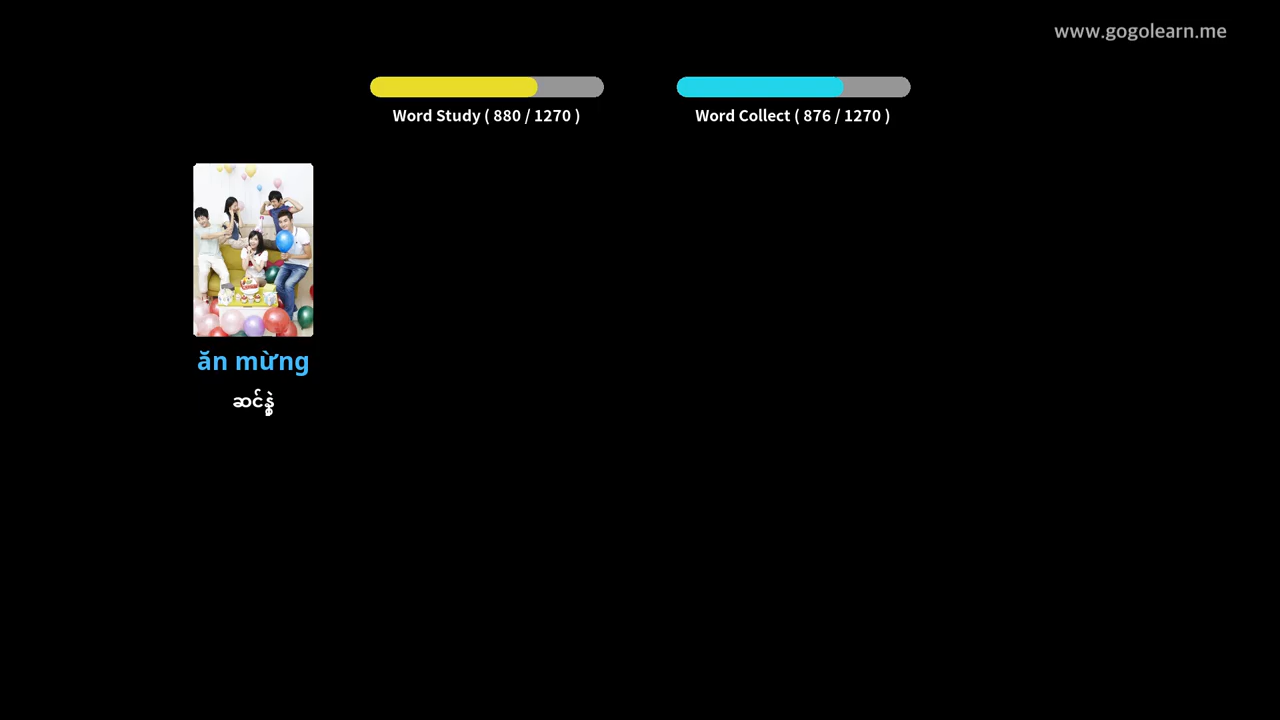 www.gogolearn.me
Word Study ( 880 / 1270 )
Word Collect ( 876 / 1270 )
ăn mừng
ဆင်နွှဲ